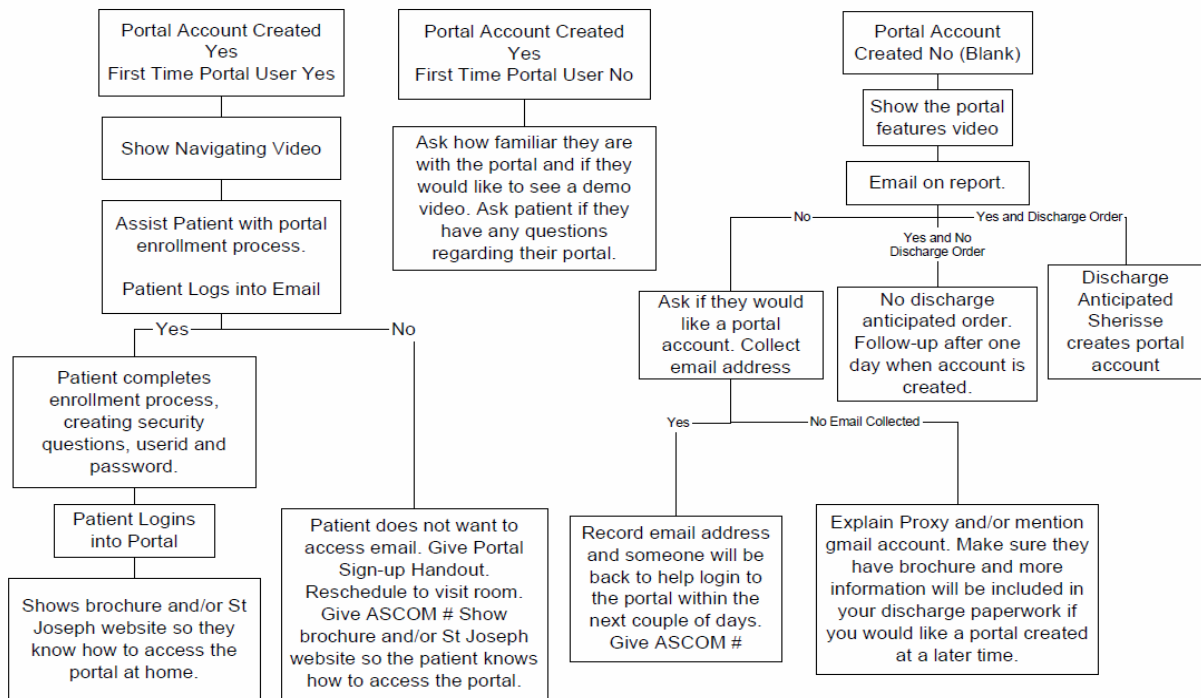 Portal Account Created
Yes
First Time Portal User Yes
Show Navigating Video
Assist Patient with portal
enrollment process.
Patient Logs into Email
Yes
No
Patient completes
enrollment process,
creating security
questions, userid and
password.
Patient Logins
into Portal
Shows brochure and/or St
Joseph website so they
know how to access the
portal at home.
Patient does not want to
access email. Give Portal
Sign-up Handout.
Reschedule to visit room.
Give ASCOM # Show
brochure and/or St Joseph
website so the patient knows
how to access the portal.
Portal Account Created
Yes
First Time Portal User No
Ask how familiar they are
with the portal and if they
would like to see a demo
video. Ask patient if they
have any questions
regarding their portal.
Portal Account
Created No (Blank)
Show the portal
features video
Email on report.
No
Yes and No
Discharge Order
Yes and Discharge Order
Ask if they would
like a portal
account. Collect
email address
No discharge
anticipated order.
Follow-up after one
day when account is
created.
Discharge
Anticipated
Sherisse
creates portal
account
Yes
No Email Collected
Record email address
and someone will be
back to help login to
the portal within the
next couple of days.
Give ASCOM #
Explain Proxy and/or mention
gmail account. Make sure they
have brochure and more
information will be included in
your discharge paperwork if
you would like a portal created
at a later time.